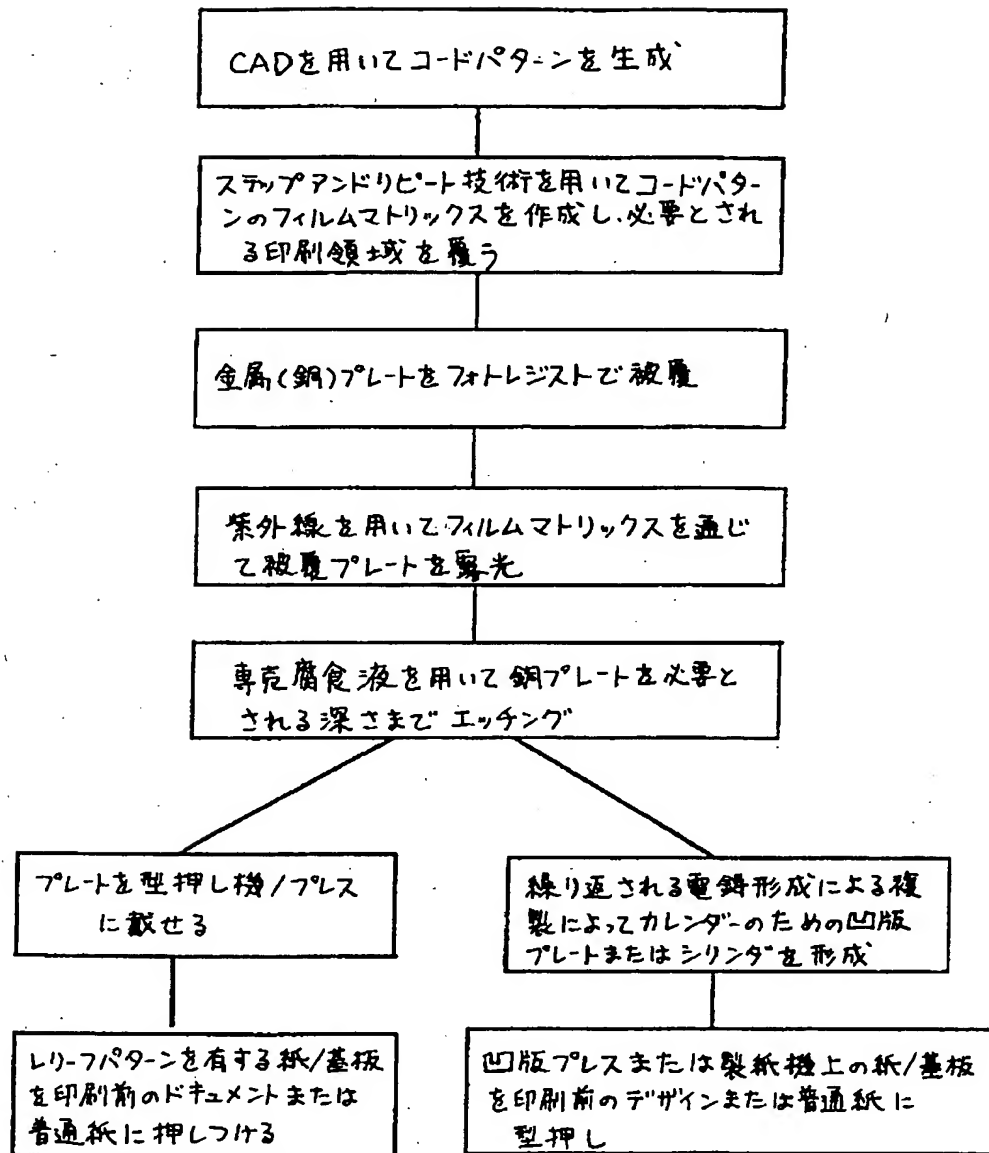 CADを用いてコードパターンを生成
ステップアンドリピート技術を用いてコードパター
ンのフィルムマトリックスを作成し、必要とされ
る印刷領域を覆う
金属(銅)プレートをフォトレジストで被覆
紫外線を用いてフィルムマトリックスを通じ
て被覆プレートを露光
専売腐食液を用いて銅プレートを必要と
される深さまでエッチング
プレートを型押し機/プレス
に載せる
繰り返される電鋳形成による複
製によってカレンダーのための凹版
プレートまたはシリンダを形成
レリーフパターンを有する紙/基板
を印刷前のドキュメントまたは
普通紙に押しつける
凹版プレスまたは製紙機上の紙/基板
を印刷前のデザインまたは普通紙に
型押し